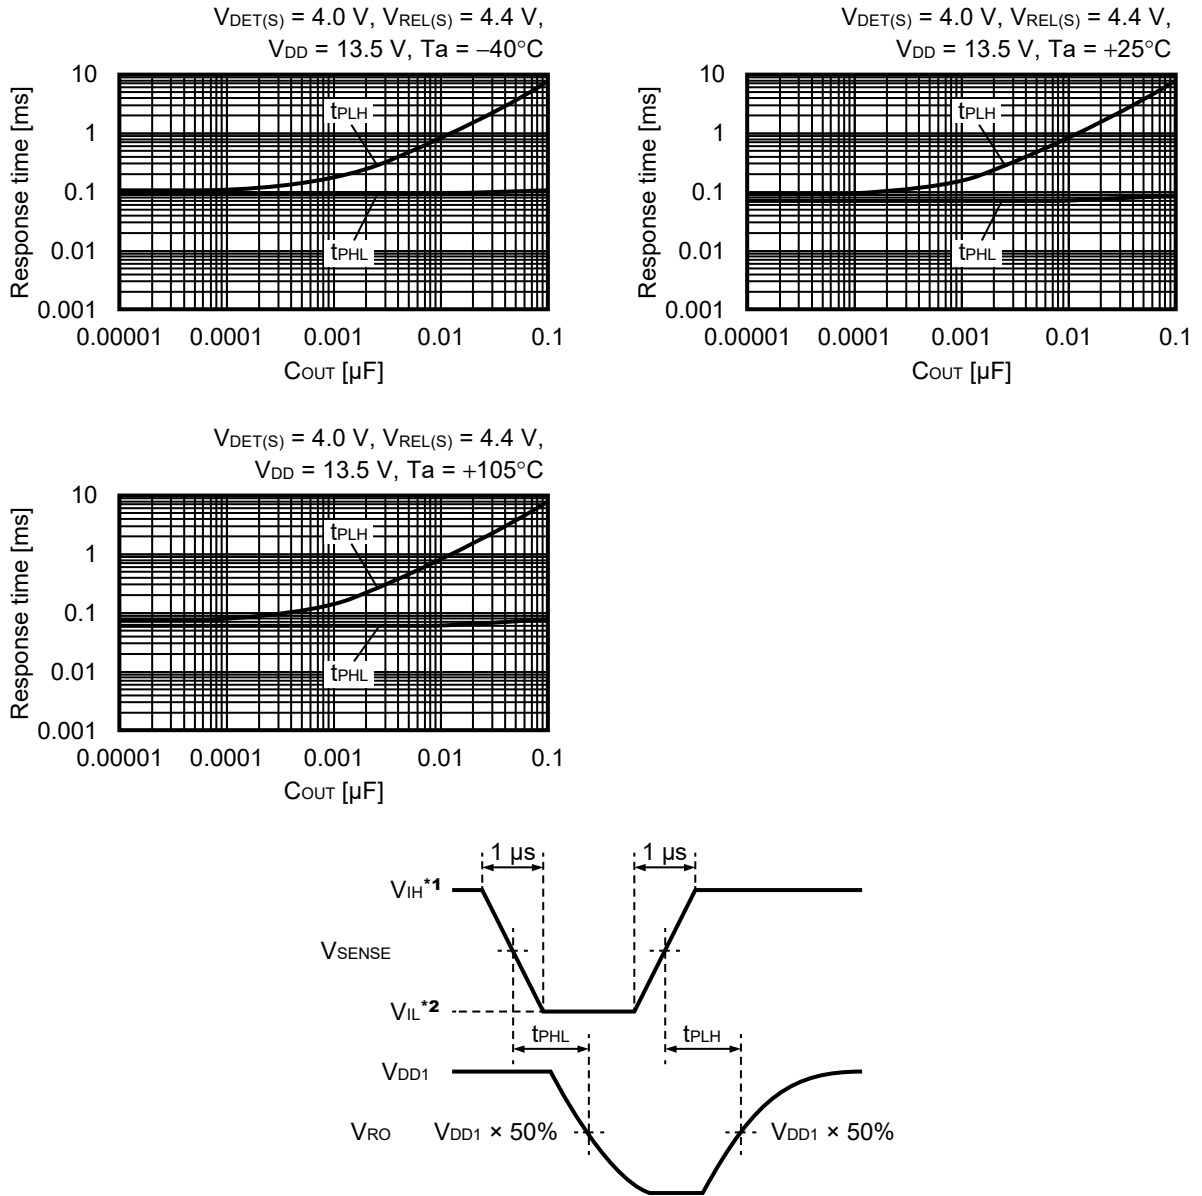 VDET(S) = 4.0 V, VREL(S) = 4.4 V,
VDD = 13.5 V, Ta = −40°C
Response time [ms]
10
1
0.1
0.01
0.001
tPLH
tPHL
0.00001 0.0001 0.001 0.01 0.1
COUT [µF]
VDET(S) = 4.0 V, VREL(S) = 4.4 V,
VDD = 13.5 V, Ta = +25°C
Response time [ms]
10
1
0.1
0.01
0.001
tPLH
tPHL
0.00001 0.0001 0.001 0.01 0.1
COUT [µF]
VDET(S) = 4.0 V, VREL(S) = 4.4 V,
VDD = 13.5 V, Ta = +105°C
Response time [ms]
10
1
0.1
0.01
0.001
tPLH
tPHL
0.00001 0.0001 0.001 0.01 0.1
COUT [µF]
1 µs 1 µs
VIH*1
VSENSE
VIL*2
tPHL tPLH
VDD1
VRO VDD1 × 50% VDD1 × 50%